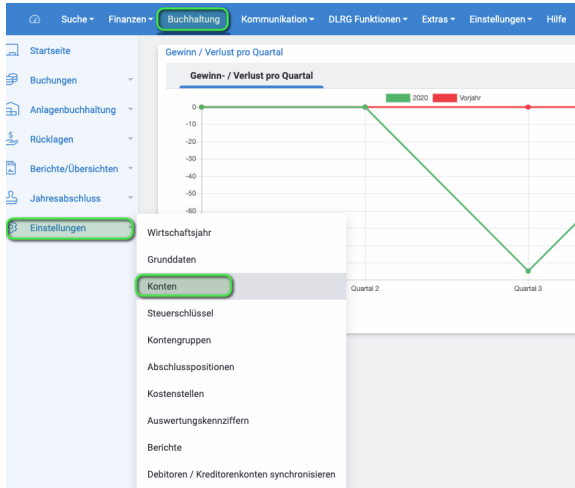 Suche Finanzen Buchhaltung Kommunikation DLRG Funktionen Extras Einstellungen Hilfe
Startseite
Buchungen
Anlagenbuchhaltung
Rücklagen
Berichte/Übersichten
Jahresabschluss
Einstellungen
Gewinn / Verlust pro Quartal
Gewinn- / Verlust pro Quartal
2020 Vorjahr
0
-10
-20
-30
-40
-50
-60
Quartal 2 Quartal 3
Wirtschaftsjahr
Grunddaten
Konten
Steuerschlüssel
Kontengruppen
Abschlusspositionen
Kostenstellen
Auswertungskennziffern
Berichte
Debitoren / Kreditorenkonten synchronisieren